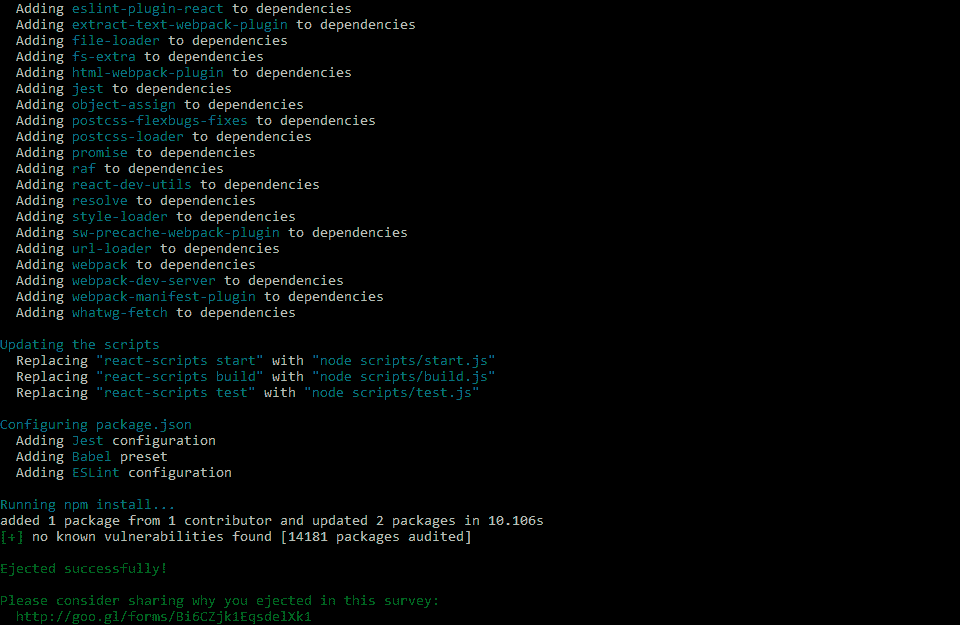 Adding eslint-plugin-react to dependencies
Adding extract-text-webpack-plugin to dependencies
Adding file-loader to dependencies
Adding fs-extra to dependencies
Adding html-webpack-plugin to dependencies
Adding jest to dependencies
Adding object-assign to dependencies
Adding postcss-flexbugs-fixes to dependencies
Adding postcss-loader to dependencies
Adding promise to dependencies
Adding raf to dependencies
Adding react-dev-utils to dependencies
Adding resolve to dependencies
Adding style-loader to dependencies
Adding sw-precache-webpack-plugin to dependencies
Adding url-loader to dependencies
Adding webpack to dependencies
Adding webpack-dev-server to dependencies
Adding webpack-manifest-plugin to dependencies
Adding whatwg-fetch to dependencies
Updating the scripts
Replacing "react-scripts start" with "node scripts/start.js"
Replacing "react-scripts build" with "node scripts/build.js"
Replacing "react-scripts test" with "node scripts/test.js"
Configuring package.json
Adding Jest configuration
Adding Babel preset
Adding ESLint configuration
Running npm install...
added 1 package from 1 contributor and updated 2 packages in 10.106s
[+] no known vulnerabilities found [14181 packages audited]
Ejected successfully!
Please consider sharing why you ejected in this survey:
http://goo.gl/forms/Bi6CZjk1EqsdelXk1